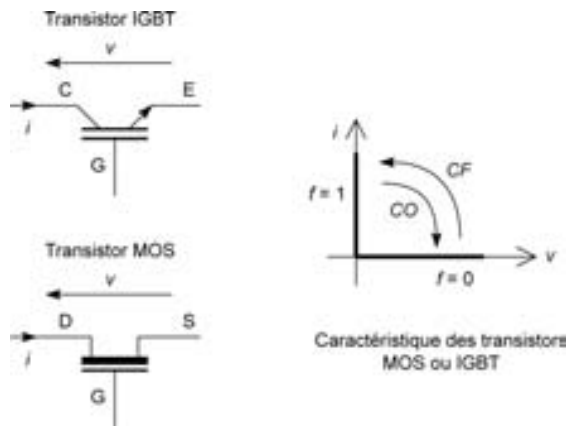 Transistor IGBT
v
C E
i
G
Transistor MOS
v
D S
i
G
i
CF
f = 1
CO
v
f = 0
Caractéristique des transistors
MOS ou IGBT